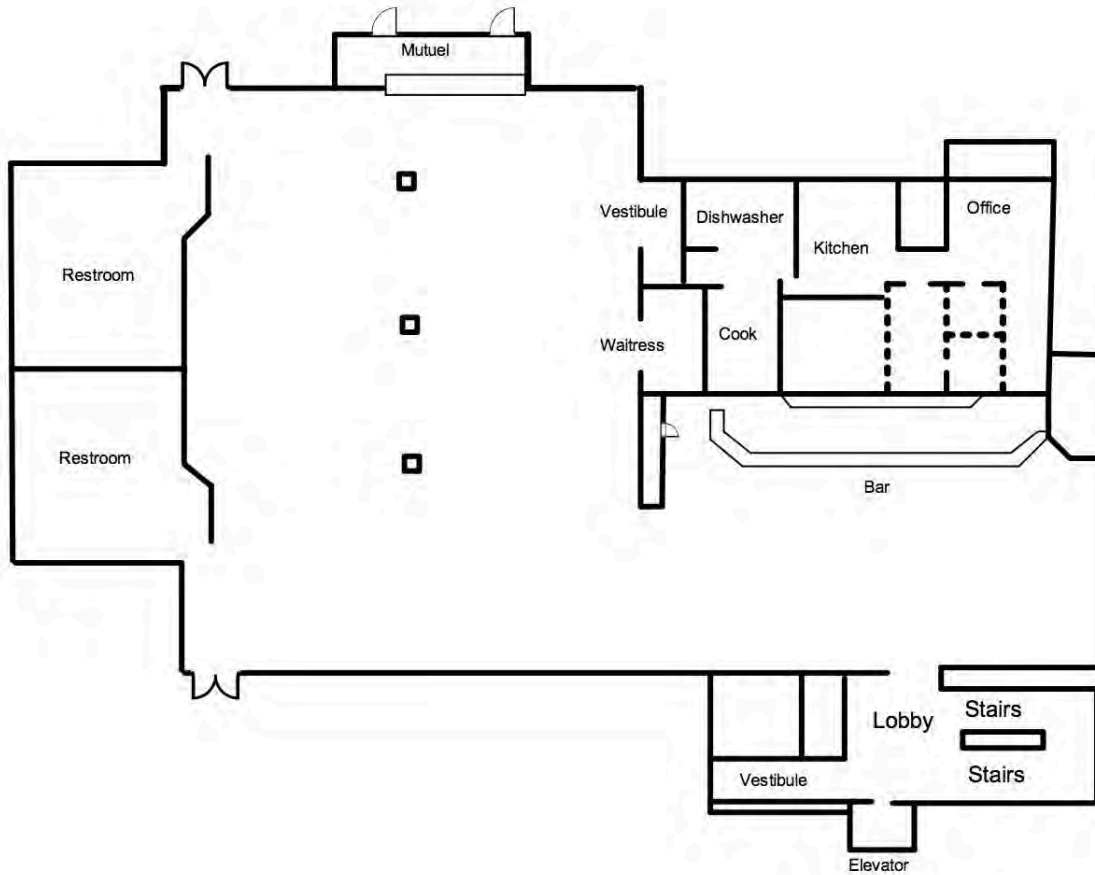 Mutuel
Vestibule
Dishwasher
Office
Kitchen
Restroom
Waitress
Cook
Restroom
Bar
Lobby
Stairs
Stairs
Vestibule
Elevator